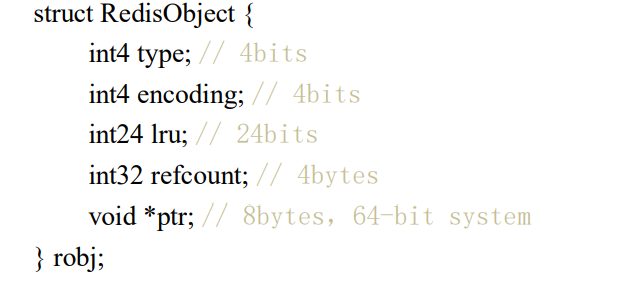 struct RedisObject {
int4 type; // 4bits
int4 encoding; // 4bits
int24 lru; // 24bits
int32 refcount; // 4bytes
void *ptr; // 8bytes，64-bit system
} robj;